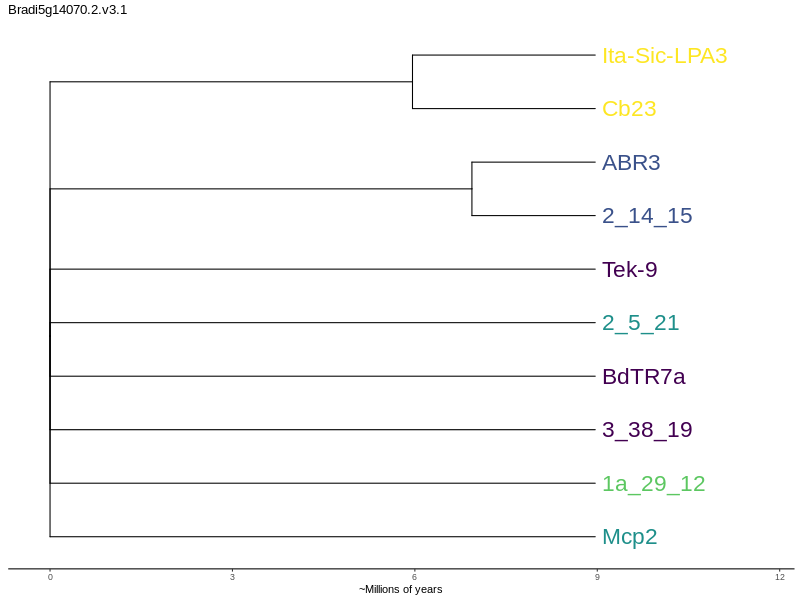 Bradi5g14070.2.v3.1
Ita-Sic-LPA3
Cb23
ABR3
2_14_15
Tek-9
2_5_21
BdTR7a
3_38_19
1a_29_12
Mcp2
0 3 6 9 12
~Millions of years